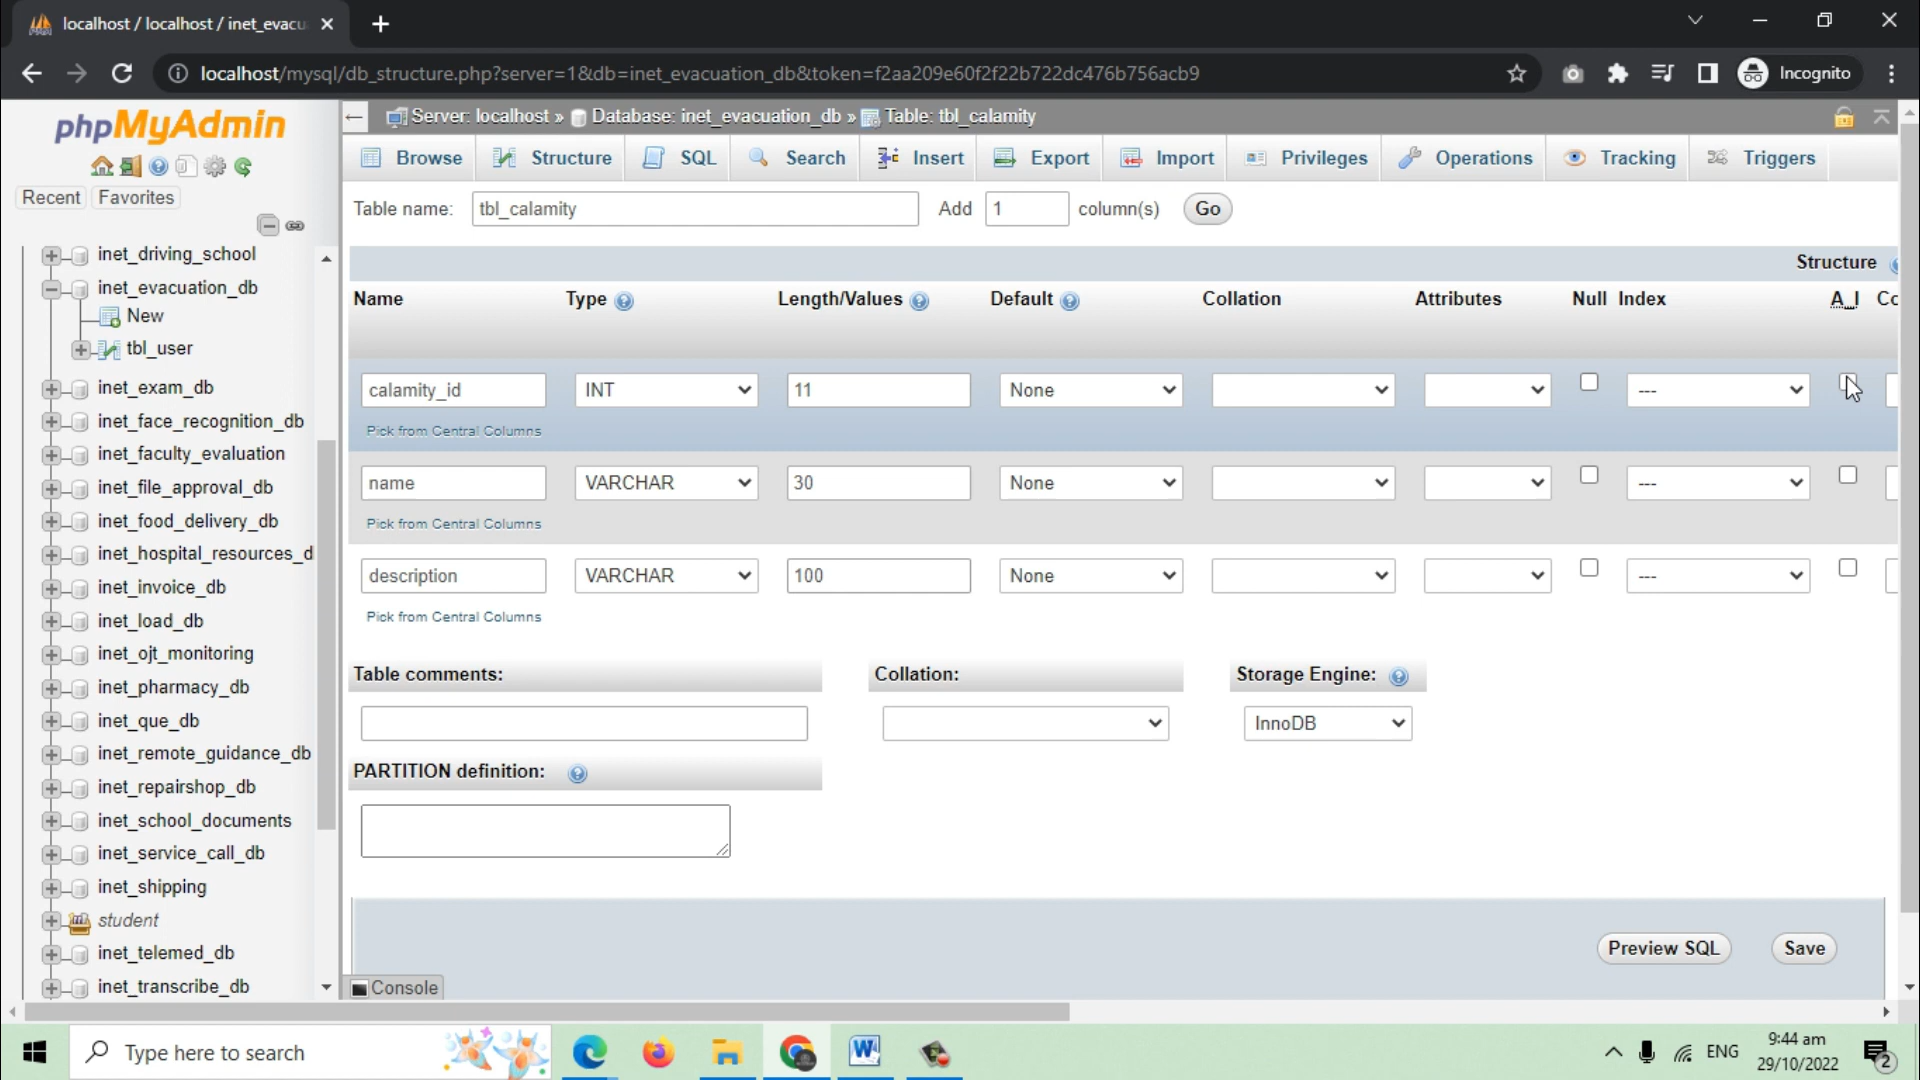 localhost / localhost / inet_evacu
localhost/mysql/db_structure.php?server=1&db=inet_evacuation_db&token=f2aa209e60f2f22b722dc476b756acb9
Incognito
phpMyAdmin
Recent Favorites
inet_driving_school
inet_evacuation_db
New
tbl_user
inet_exam_db
inet_face_recognition_db
inet_faculty_evaluation
inet_file_approval_db
inet_food_delivery_db
inet_hospital_resources_d
inet_invoice_db
inet_load_db
inet_ojt_monitoring
inet_pharmacy_db
inet_que_db
inet_remote_guidance_db
inet_repairshop_db
inet_school_documents
inet_service_call_db
inet_shipping
student
inet_telemed_db
inet_transcribe_db
Server: localhost » Database: inet_evacuation_db » Table: tbl_calamity
Browse Structure SQL Search Insert Export Import Privileges Operations Tracking Triggers
Table name: tbl_calamity Add 1 column(s) Go
Structure
Name Type Length/Values Default Collation Attributes Null Index A_I Co
calamity_id INT 11 None ---
Pick from Central Columns
name VARCHAR 30 None ---
Pick from Central Columns
description VARCHAR 100 None ---
Pick from Central Columns
Table comments: Collation: Storage Engine:
InnoDB
PARTITION definition:
Preview SQL Save
Console
Type here to search
ENG
9:44 am
29/10/2022
2